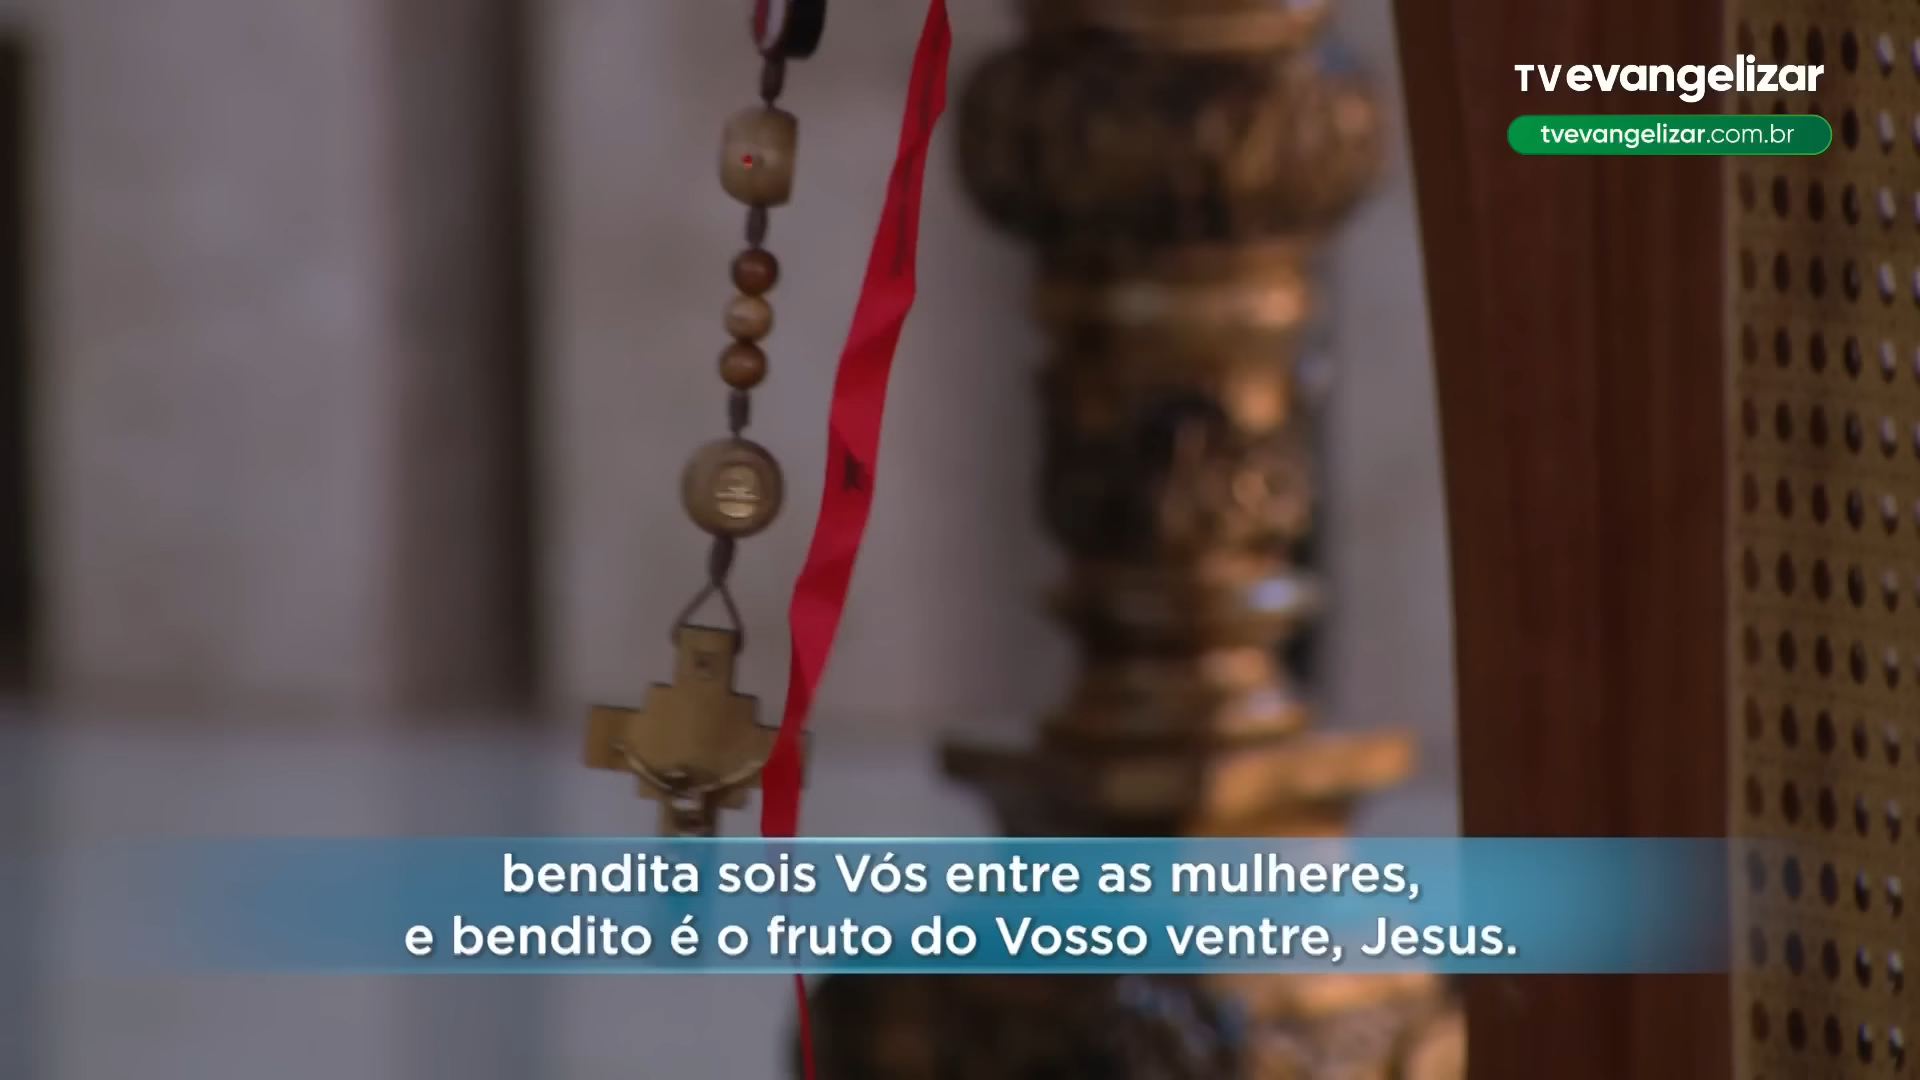 TV evangelizar
tvevangelizar.com.br
bendita sois Vós entre as mulheres,
e bendito é o fruto do Vosso ventre, Jesus.